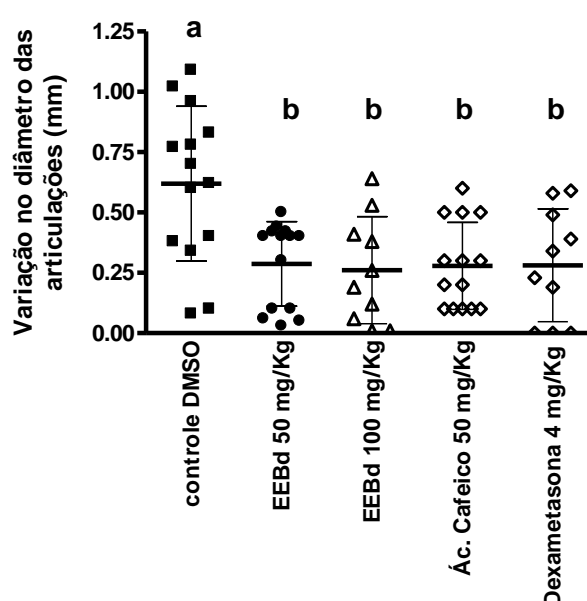 Variação no diâmetro das
articulações (mm)
1.25
1.00
0.75
0.50
0.25
0.00
a
b
b
b
b
controle DMSO
EEBd 50 mg/Kg
EEBd 100 mg/Kg
Ác. Cafeico 50 mg/Kg
Dexametasona 4 mg/Kg